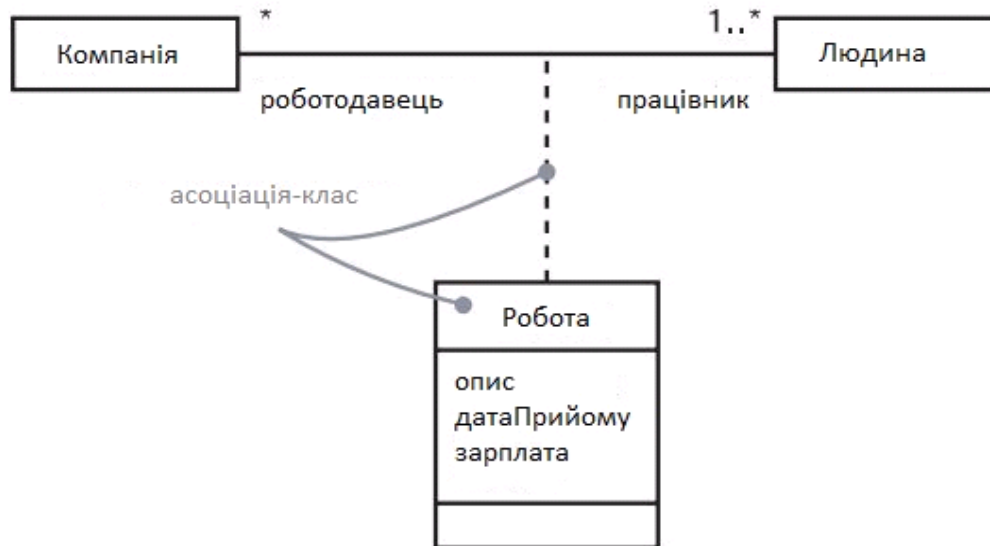 * 1..*
Компанія
Людина
роботодавець
працівник
асоціація-клас
Робота
опис
датаПрийому
зарплата